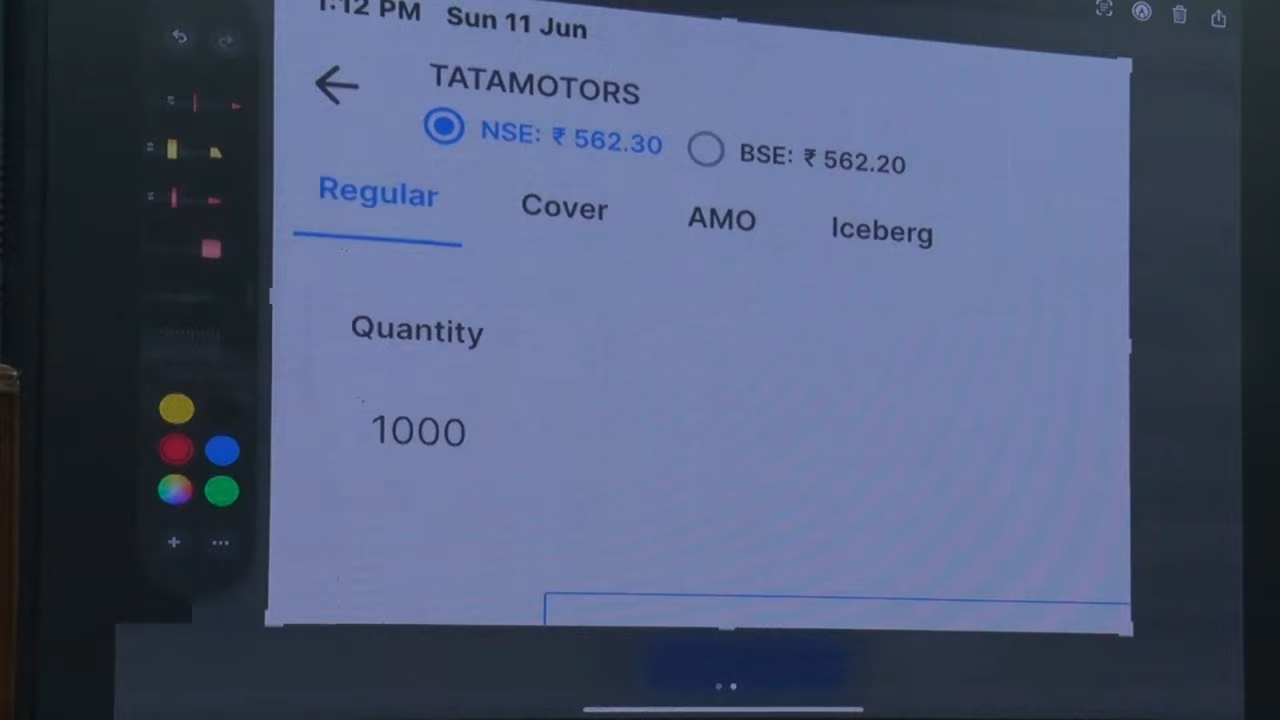 1:12 PM Sun 11 Jun
TATAMOTORS
NSE: ₹ 562.30 BSE: ₹ 562.20
Regular Cover AMO Iceberg
Quantity
1000